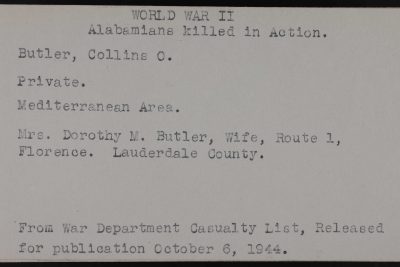 WORLD WAR II
Alabamians killed in Action.
Butler, Collins O.
Private.
Mediterranean Area.
Mrs. Dorothy M. Butler, Wife, Route 1,
Florence. Lauderdale County.
From War Department Casualty List, Released
for publication October 6, 1944.